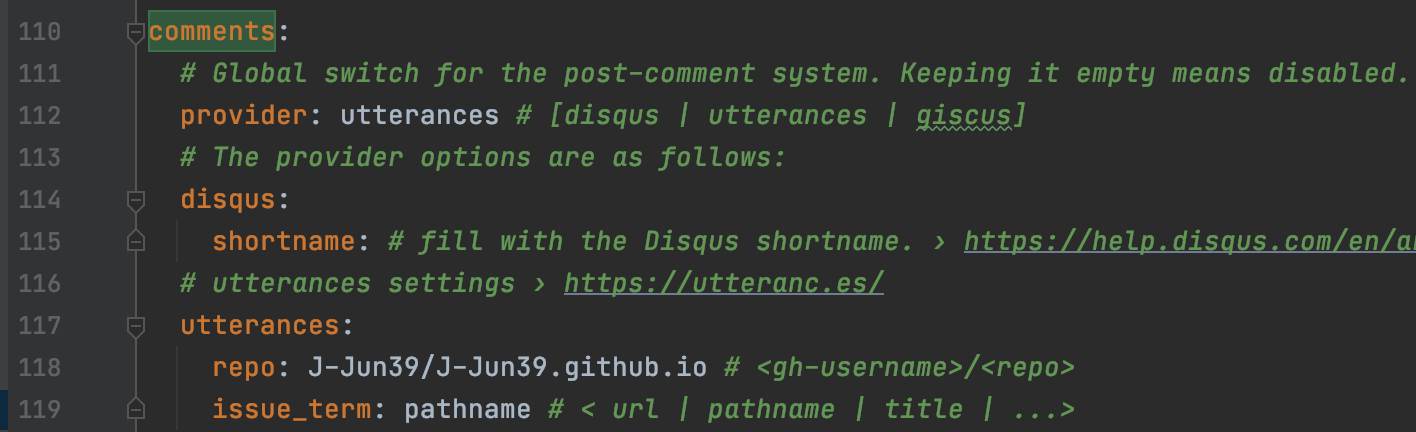 110 comments:
111 # Global switch for the post-comment system. Keeping it empty means disabled.
112 provider: utterances # [disqus | utterances | giscus]
113 # The provider options are as follows:
114 disqus:
115 shortname: # fill with the Disqus shortname. › https://help.disqus.com/en/
116 # utterances settings › https://utteranc.es/
117 utterances:
118 repo: J-Jun39/J-Jun39.github.io # <gh-username>/<repo>
119 issue_term: pathname # < url | pathname | title | ...>